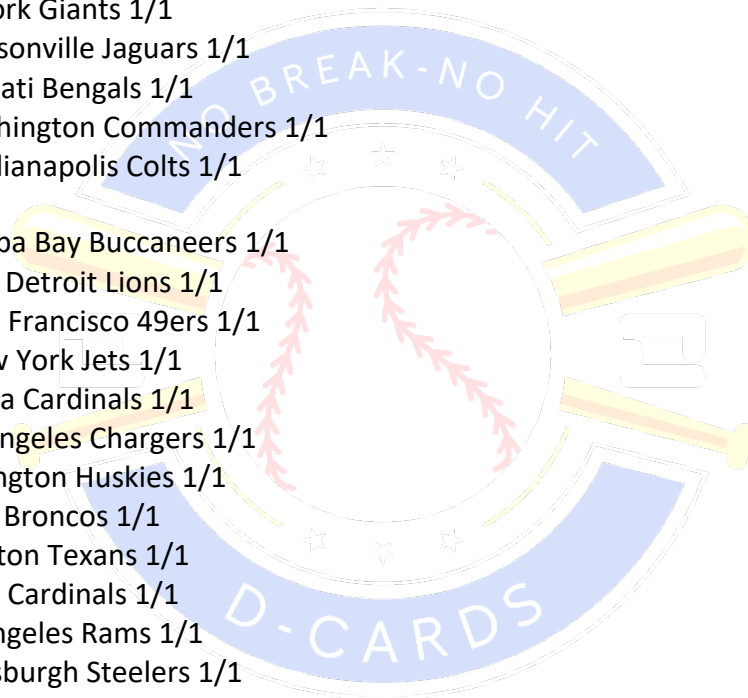 ork Giants 1/1
sonville Jaguars 1/1
ati Bengals 1/1
hington Commanders 1/1
dianapolis Colts 1/1
pa Bay Buccaneers 1/1
Detroit Lions 1/1
Francisco 49ers 1/1
w York Jets 1/1
a Cardinals 1/1
ngeles Chargers 1/1
ngton Huskies 1/1
Broncos 1/1
ton Texans 1/1
Cardinals 1/1
ngeles Rams 1/1
sburgh Steelers 1/1
NO BREAK-NO HIT
D-CARDS